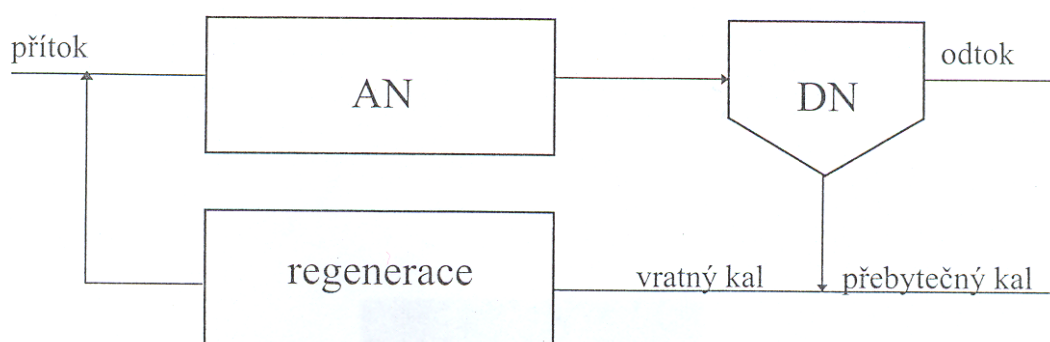 přítok
AN
DN
odtok
regenerace
vratný kal
přebytečný kal